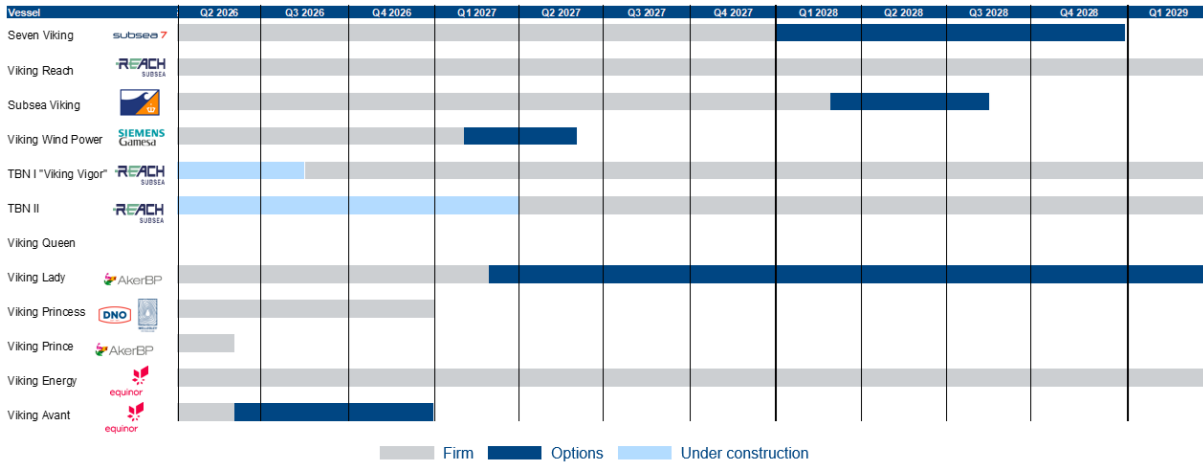 Vessel Q2 2026 Q3 2026 Q4 2026 Q1 2027 Q2 2027 Q3 2027 Q4 2027 Q1 2028 Q2 2028 Q3 2028 Q4 2028 Q1 2029
Seven Viking subsea 7
Viking Reach REACH
SUBSEA
Subsea Viking
Viking Wind Power SIEMENS
Gamesa
TBN I "Viking Vigor" REACH
SUBSEA
TBN II REACH
SUBSEA
Viking Queen
Viking Lady AkerBP
Viking Princess DNO
Viking Prince AkerBP
Viking Energy
equinor
Viking Avant
equinor
Firm Options Under construction